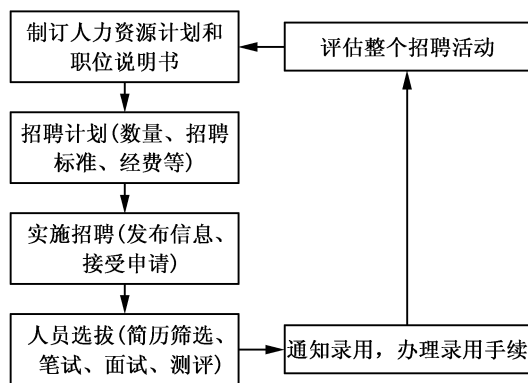 制订人力资源计划和
职位说明书
评估整个招聘活动
招聘计划(数量、招聘
标准、经费等)
实施招聘(发布信息、
接受申请)
人员选拔(简历筛选、
笔试、面试、测评)
通知录用，办理录用手续